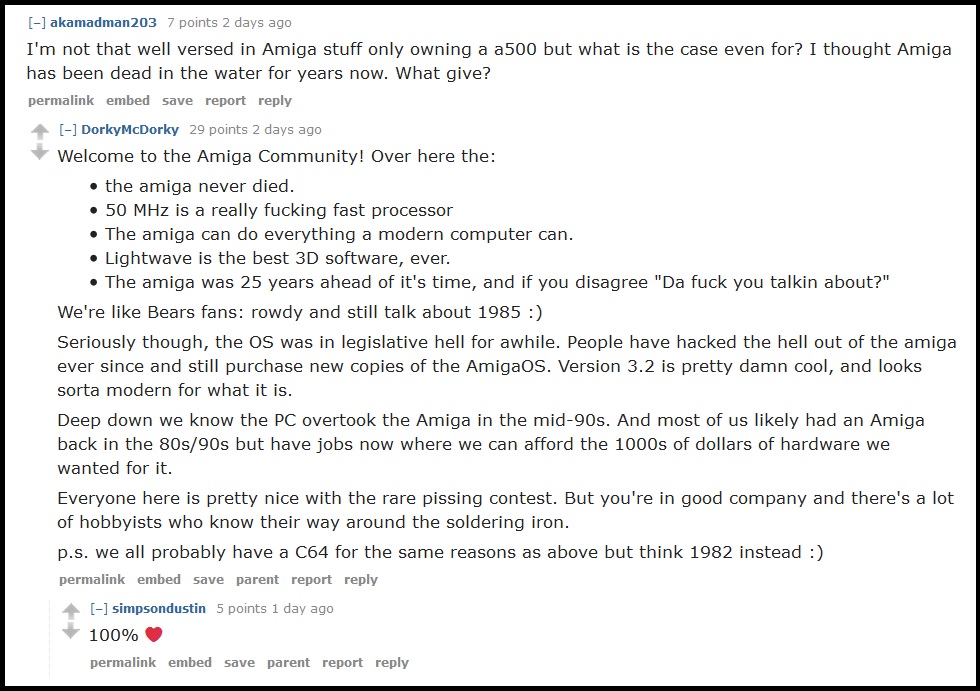 [–] akamadman203 7 points 2 days ago
I'm not that well versed in Amiga stuff only owning a a500 but what is the case even for? I thought Amiga
has been dead in the water for years now. What give?
permalink embed save report reply
[–] DorkyMcDorky 29 points 2 days ago
Welcome to the Amiga Community! Over here the:
• the amiga never died.
• 50 MHz is a really fucking fast processor
• The amiga can do everything a modern computer can.
• Lightwave is the best 3D software, ever.
• The amiga was 25 years ahead of it's time, and if you disagree "Da fuck you talkin about?"
We're like Bears fans: rowdy and still talk about 1985 :)
Seriously though, the OS was in legislative hell for awhile. People have hacked the hell out of the amiga
ever since and still purchase new copies of the AmigaOS. Version 3.2 is pretty damn cool, and looks
sorta modern for what it is.
Deep down we know the PC overtook the Amiga in the mid-90s. And most of us likely had an Amiga
back in the 80s/90s but have jobs now where we can afford the 1000s of dollars of hardware we
wanted for it.
Everyone here is pretty nice with the rare pissing contest. But you're in good company and there's a lot
of hobbyists who know their way around the soldering iron.
p.s. we all probably have a C64 for the same reasons as above but think 1982 instead :)
permalink embed save parent report reply
[–] simpsondustin 5 points 1 day ago
100% ❤
permalink embed save parent report reply